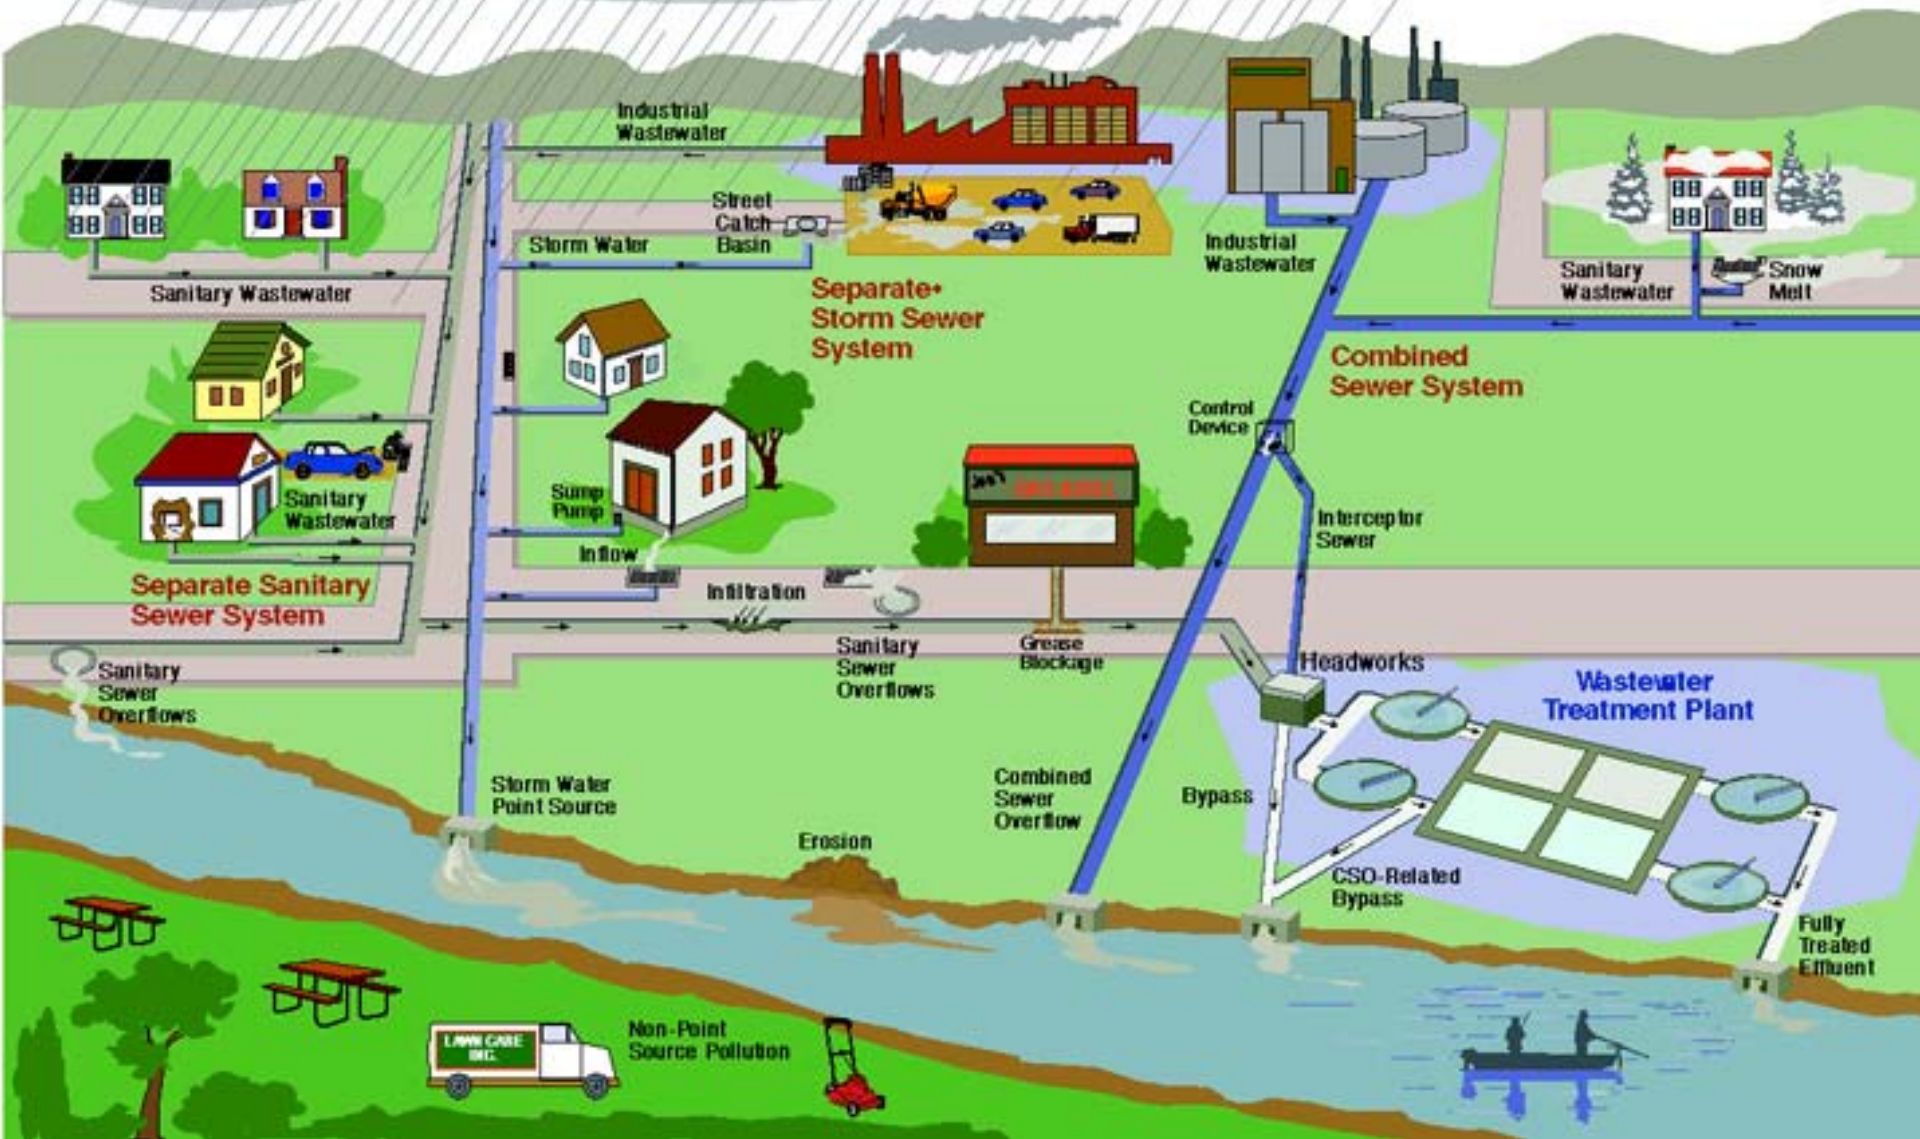 Industrial
Wastewater
Street
Catch
Basin
Storm Water
Industrial
Wastewater
Sanitary
Wastewater
Snow
Melt
Sanitary Wastewater
Separate•
Storm Sewer
System
Combined
Sewer System
Control
Device
Sump
Pump
Sanitary
Wastewater
Interceptor
Sewer
Inflow
Infiltration
Separate Sanitary
Sewer System
Sanitary
Sewer
Overflows
Grease
Blockage
Headworks
Sanitary
Sewer
Overflows
Wastewater
Treatment Plant
Storm Water
Point Source
Combined
Sewer
Overflow
Bypass
Erosion
CSO-Related
Bypass
Fully
Treated
Effluent
LAWN CARE
INC.
Non-Point
Source Pollution